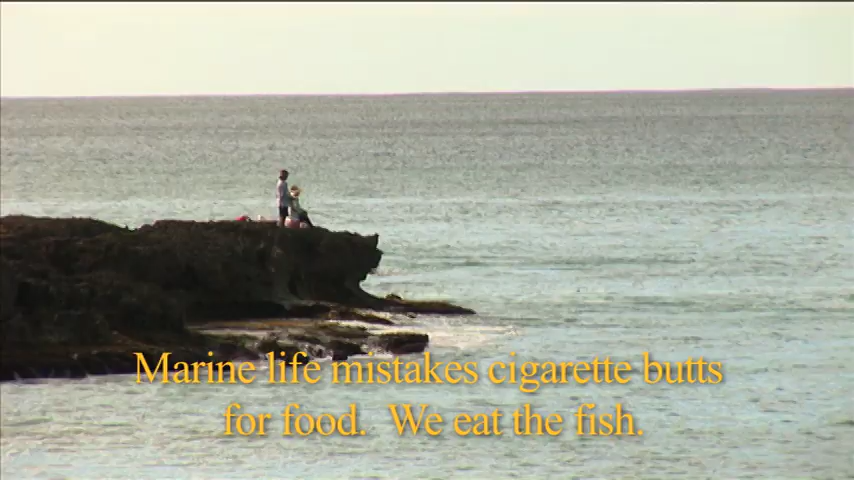 Marine life mistakes cigarette butts
for food. We eat the fish.